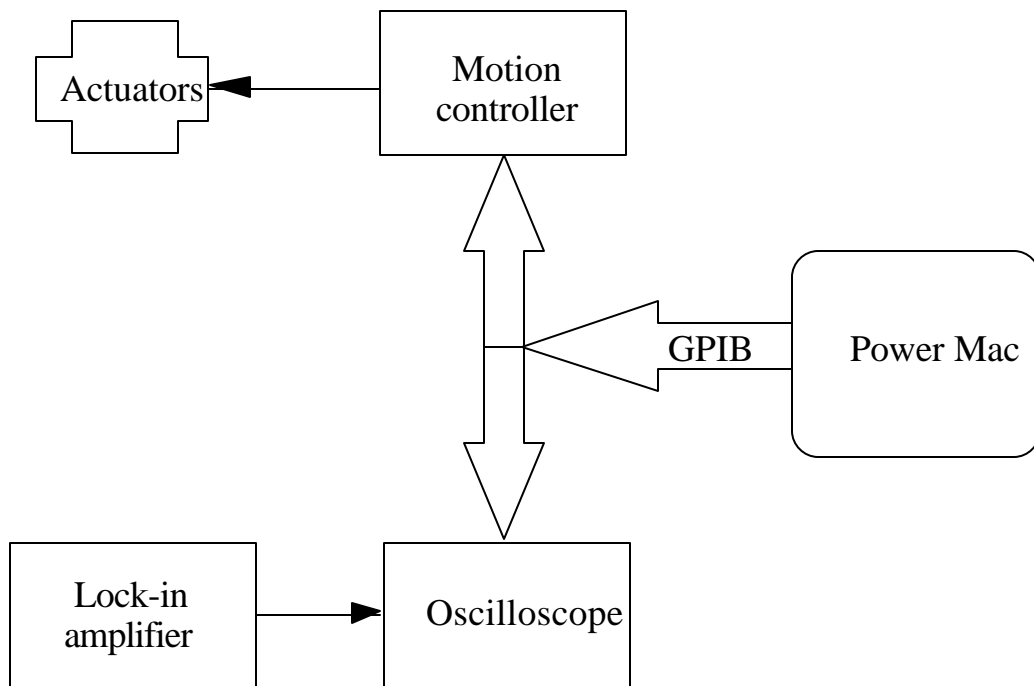 Actuators
Motion
controller
GPIB
Power Mac
Lock-in
amplifier
Oscilloscope